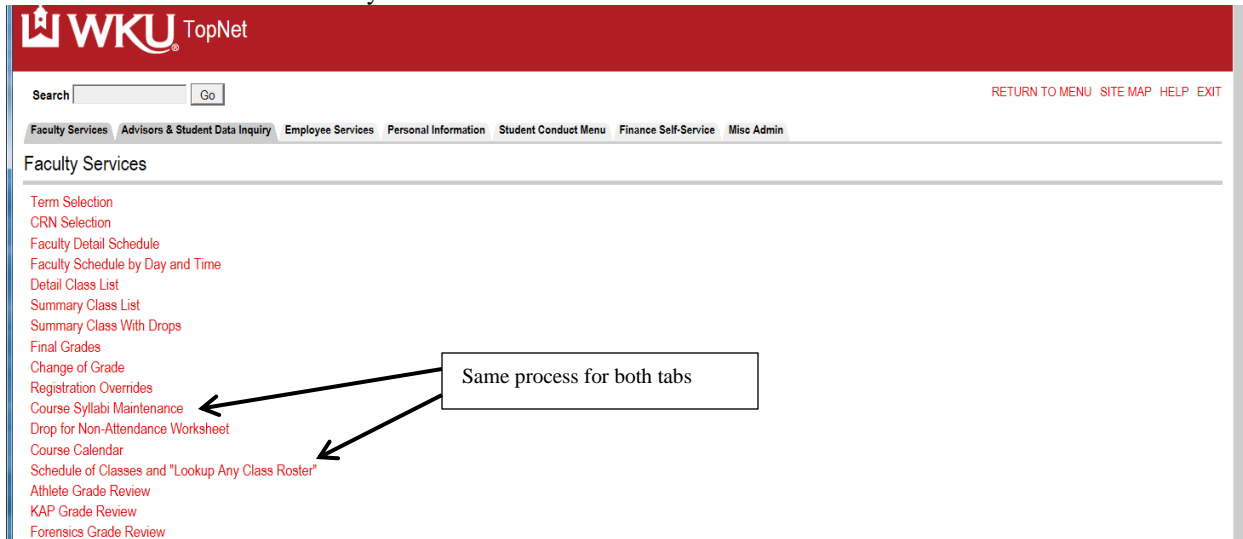 WKU® TopNet
Search Go
RETURN TO MENU SITE MAP HELP EXIT
Faculty Services Advisors & Student Data Inquiry Employee Services Personal Information Student Conduct Menu Finance Self-Service Misc Admin
Faculty Services
Term Selection
CRN Selection
Faculty Detail Schedule
Faculty Schedule by Day and Time
Detail Class List
Summary Class List
Summary Class With Drops
Final Grades
Change of Grade
Same process for both tabs
Registration Overrides
Course Syllabi Maintenance
Drop for Non-Attendance Worksheet
Course Calendar
Schedule of Classes and "Lookup Any Class Roster"
Athlete Grade Review
KAP Grade Review
Forensics Grade Review